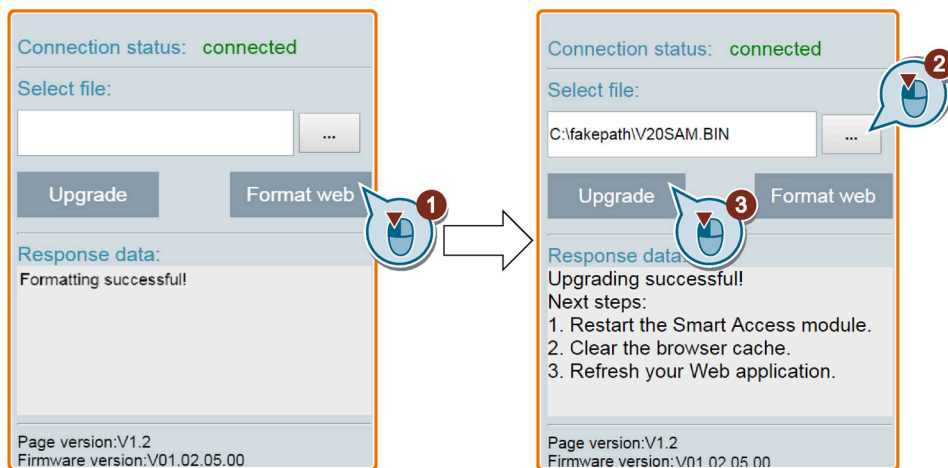 Connection status: connected
Select file:
...
Upgrade
Format web
1
Response data:
Formatting successful!
Page version:V1.2
Firmware version:V01.02.05.00
Connection status: connected
2
Select file:
C:\fakepath\V20SAM.BIN
...
Upgrade
3
Format web
Response data:
Upgrading successful!
Next steps:
1. Restart the Smart Access module.
2. Clear the browser cache.
3. Refresh your Web application.
Page version:V1.2
Firmware version:V01.02.05.00